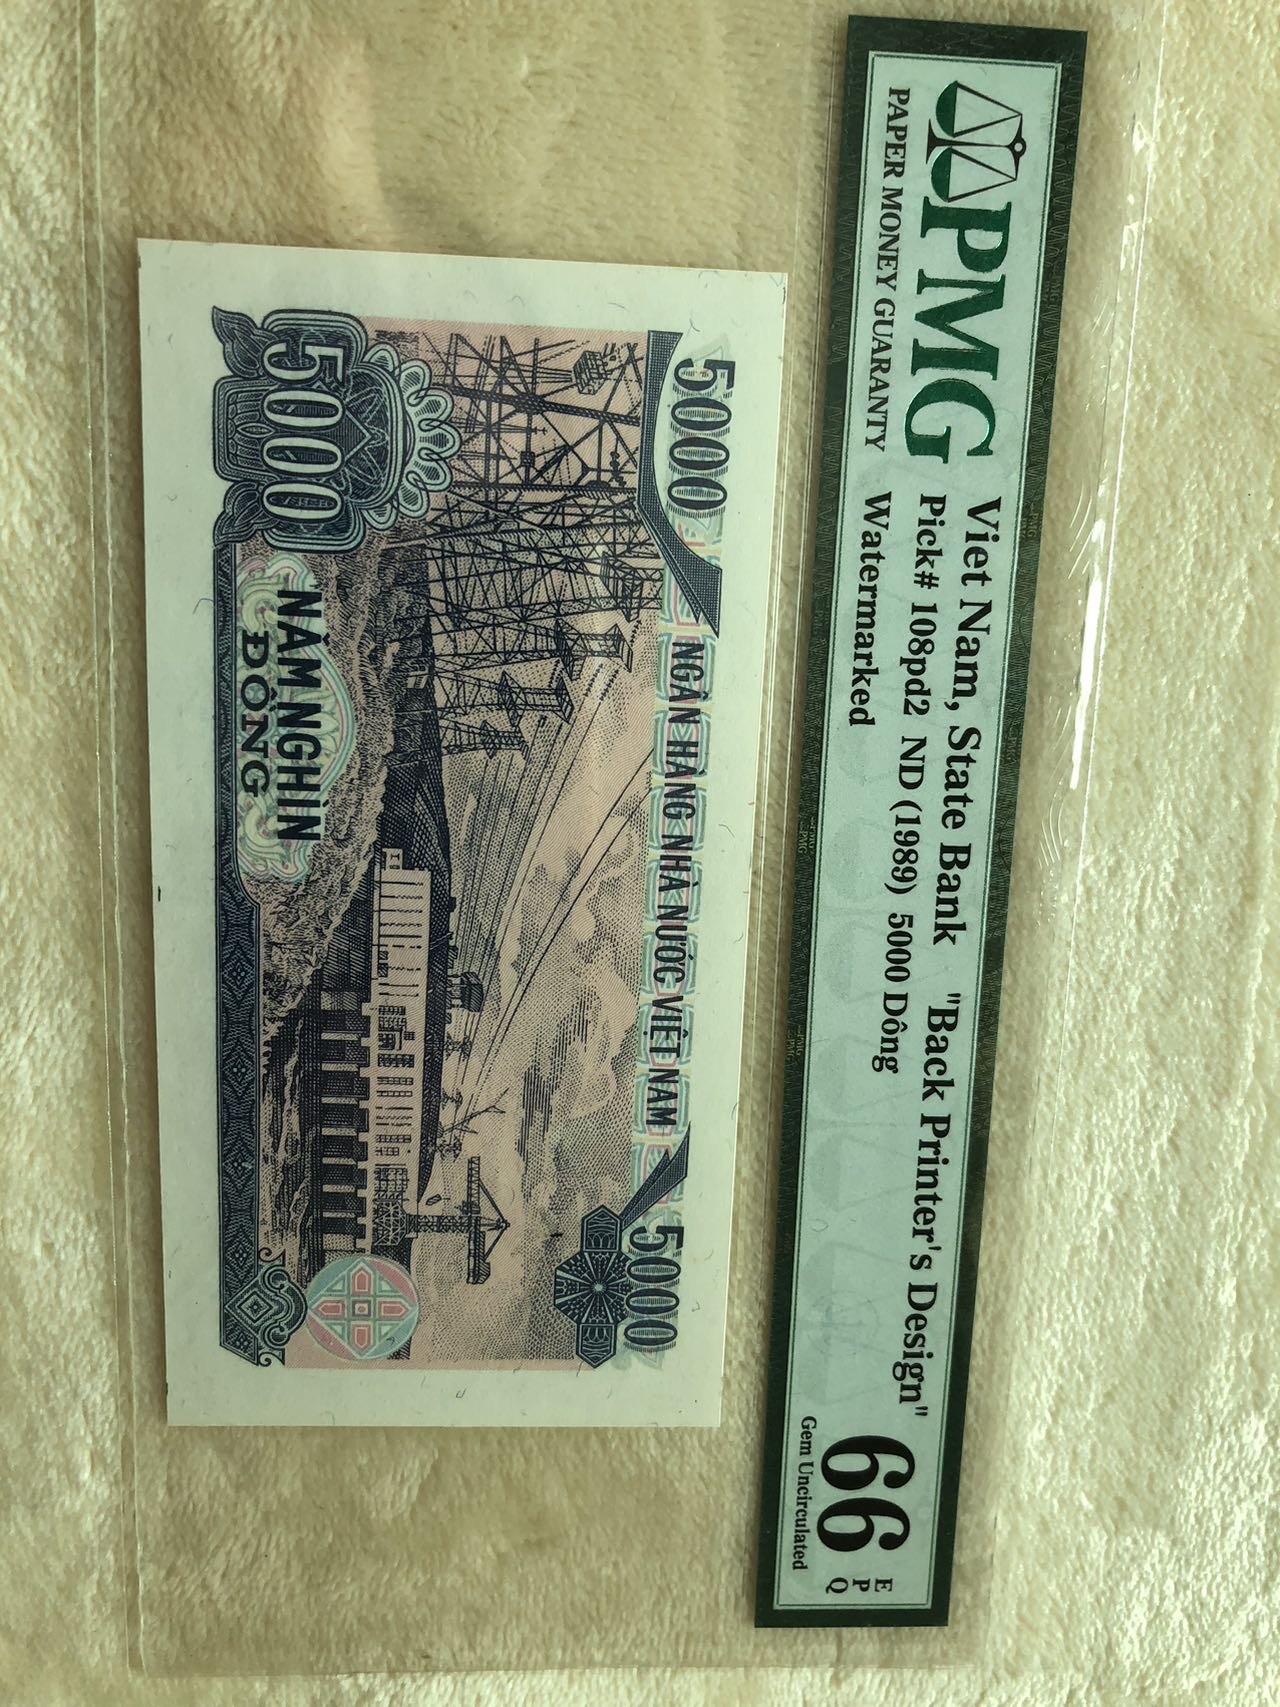 PMG
PAPER MONEY GUARANTY
Viet Nam, State Bank "Back Printer's Design"
Pick# 108pd2 ND (1989) 5000 Dông
Watermarked
66
EPQ
Gem Uncirculated
5000
NGÂN HÀNG NHÀ NƯỚC VIỆT NAM
5000
5000
NĂM NGHÌN
ĐỒNG